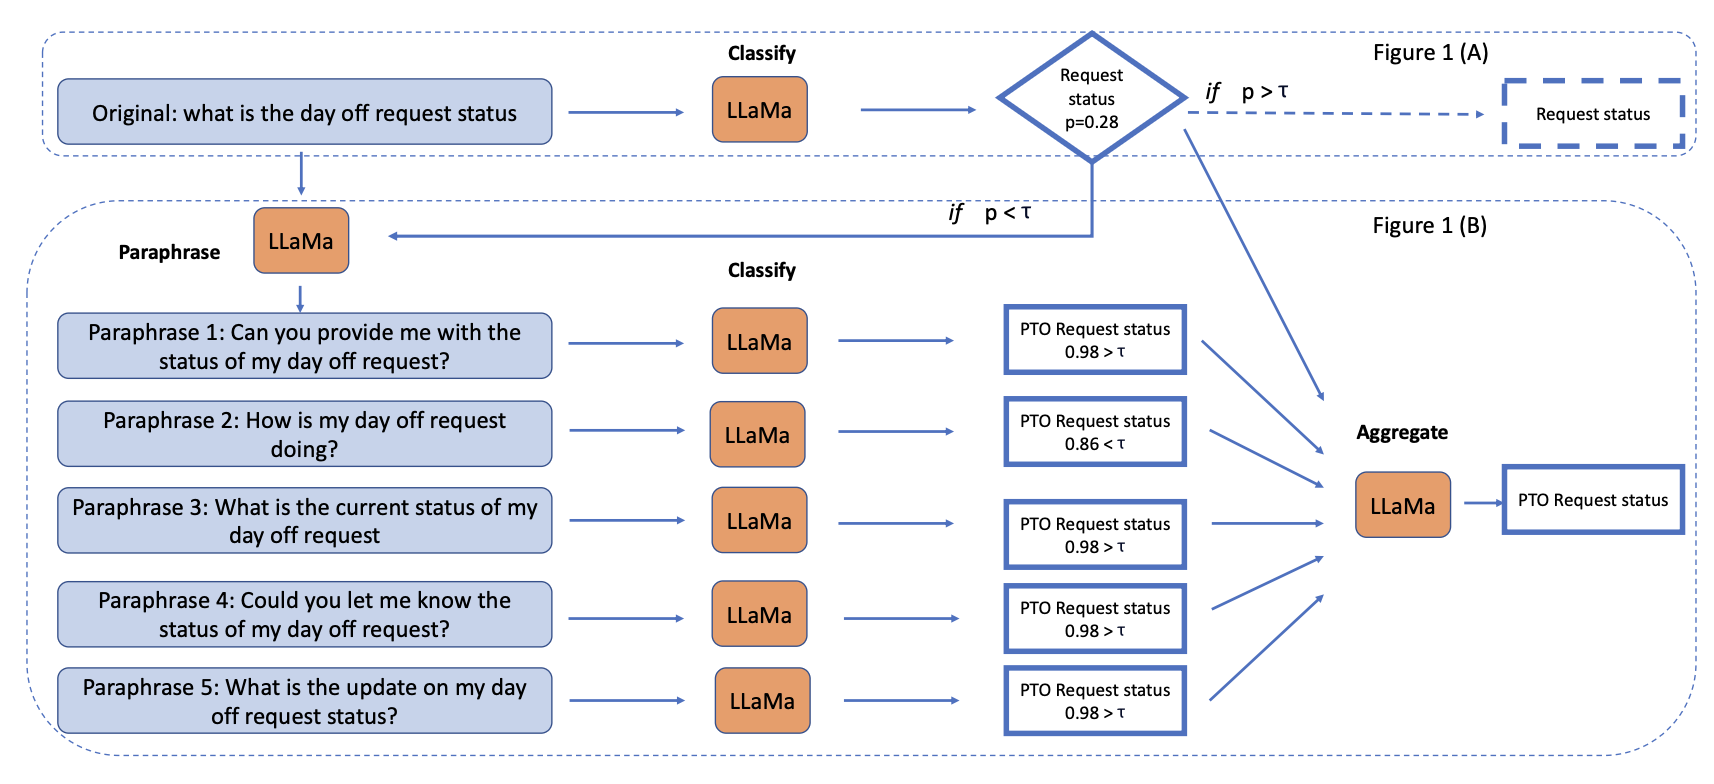 Classify
Figure 1 (A)
Original: what is the day off request status
LLaMa
Request
status
p=0.28
if p > τ
Request status
if p < τ
Figure 1 (B)
LLaMa
Paraphrase
Classify
Paraphrase 1: Can you provide me with the
status of my day off request?
LLaMa
PTO Request status
0.98 > τ
Paraphrase 2: How is my day off request
doing?
LLaMa
PTO Request status
0.86 < τ
Paraphrase 3: What is the current status of my
day off request
LLaMa
PTO Request status
0.98 > τ
Paraphrase 4: Could you let me know the
status of my day off request?
LLaMa
PTO Request status
0.98 > τ
Paraphrase 5: What is the update on my day
off request status?
LLaMa
PTO Request status
0.98 > τ
Aggregate
LLaMa
PTO Request status